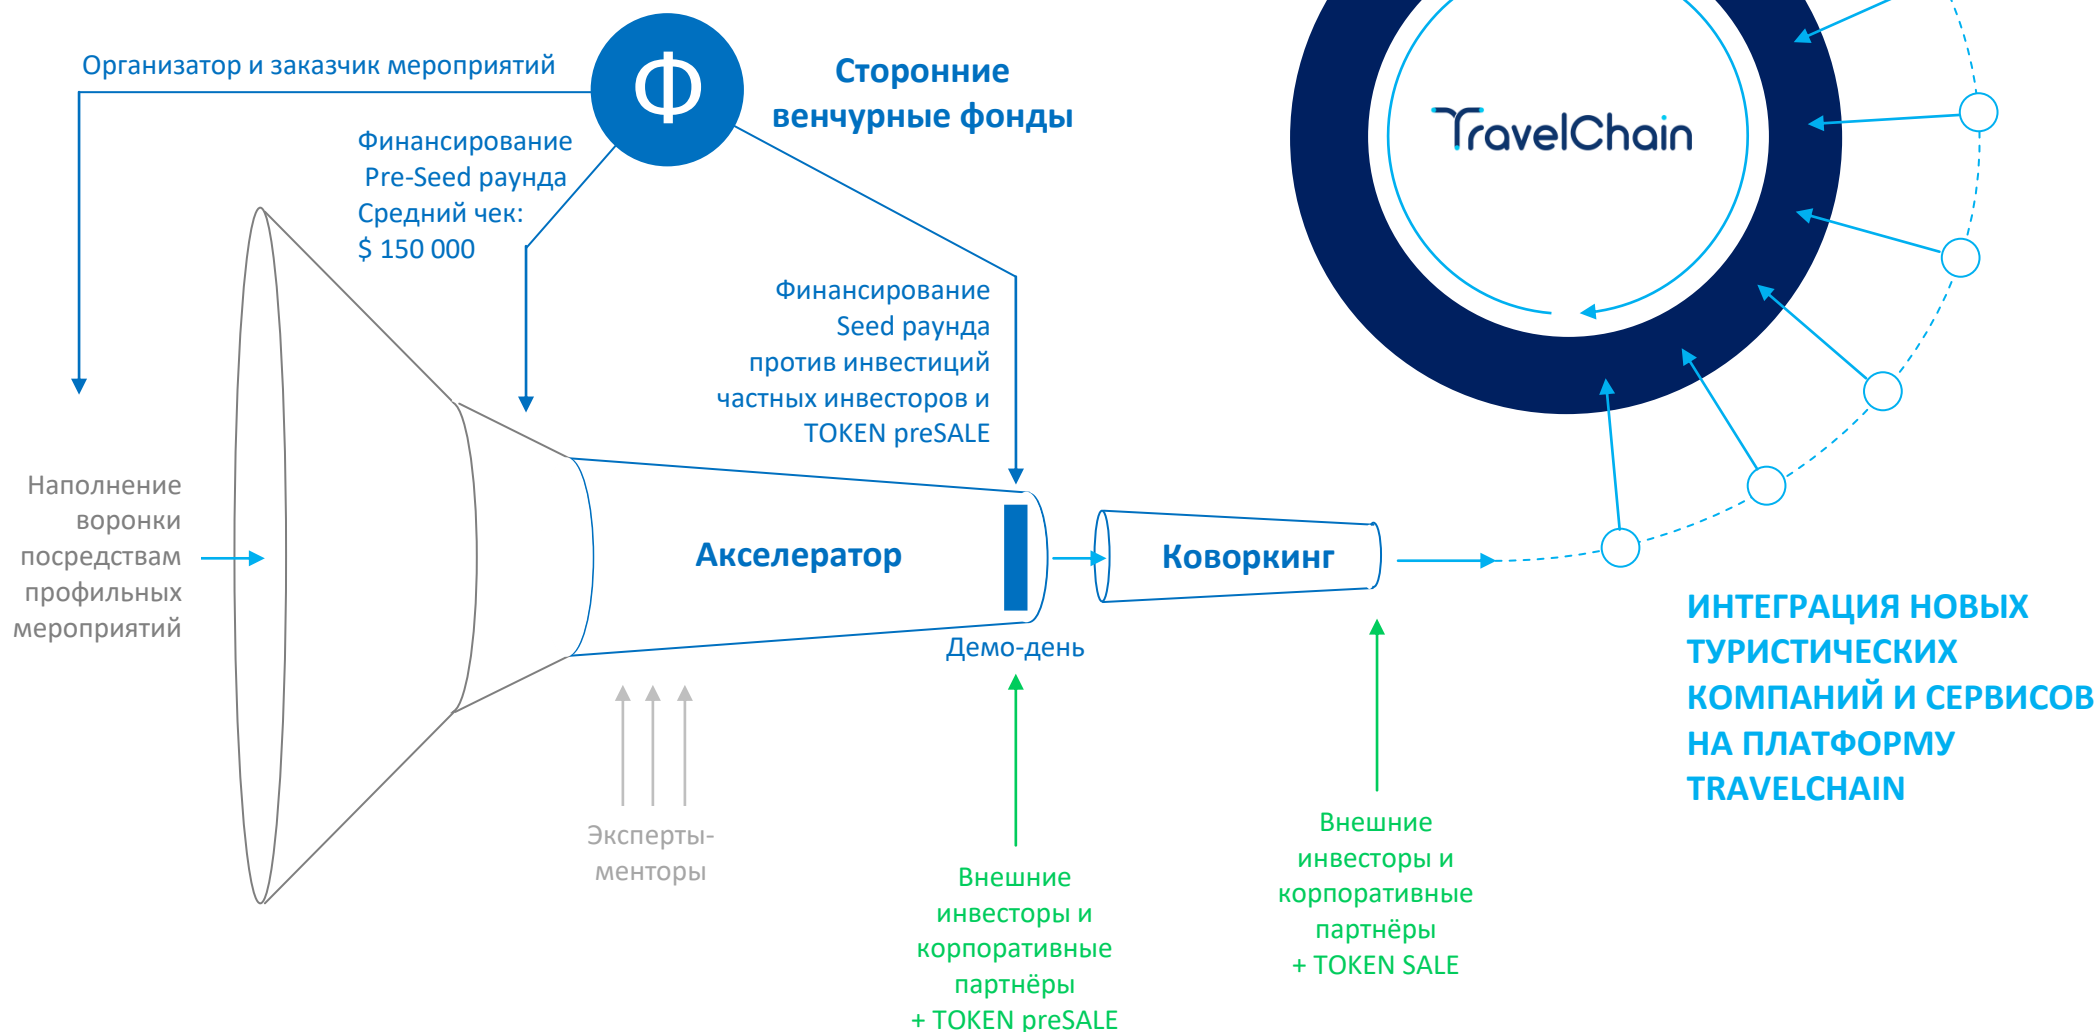 Организатор и заказчик мероприятий
Ф
Сторонние
венчурные фонды
TravelChain
Финансирование
Pre-Seed раунда
Средний чек:
$ 150 000
Финансирование
Seed раунда
против инвестиций
частных инвесторов и
TOKEN preSALE
Наполнение
воронки
посредствам
профильных
мероприятий
Акселератор
Коворкинг
Демо-день
ИНТЕГРАЦИЯ НОВЫХ
ТУРИСТИЧЕСКИХ
КОМПАНИЙ И СЕРВИСОВ
НА ПЛАТФОРМУ
TRAVELCHAIN
Эксперты-
менторы
Внешние
инвесторы и
корпоративные
партнёры
+ TOKEN preSALE
Внешние
инвесторы и
корпоративные
партнёры
+ TOKEN SALE